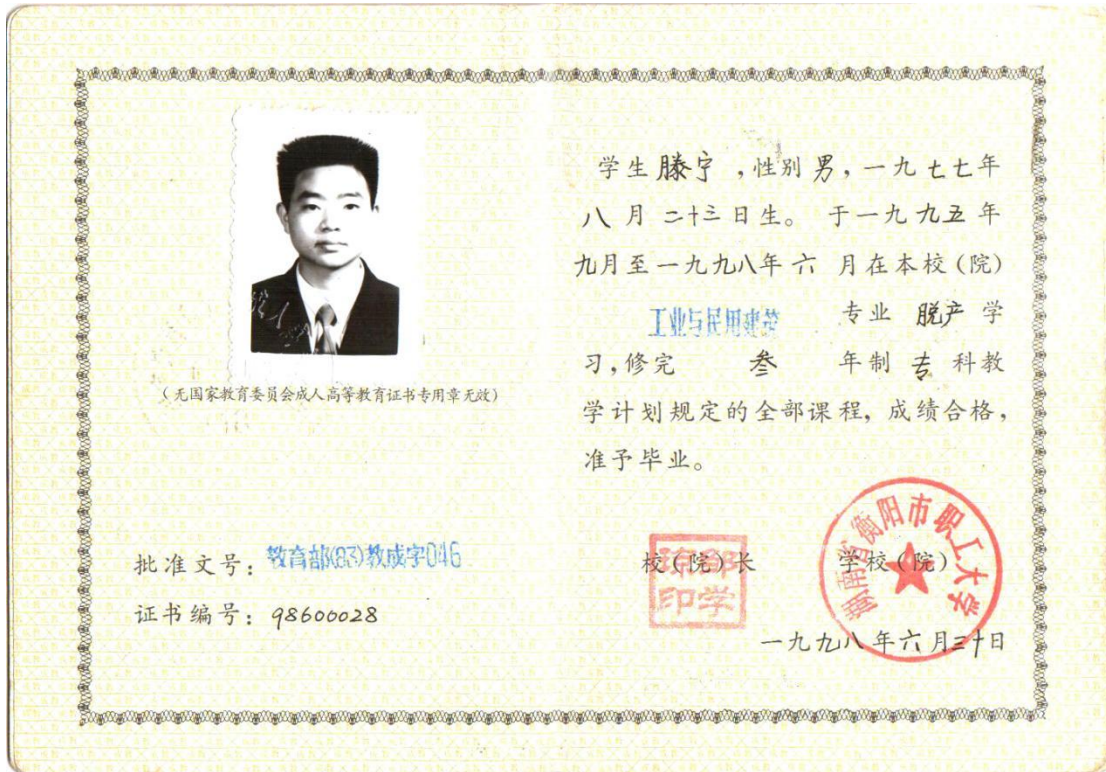 (无国家教育委员会成人高等教育证书专用章无效)
批准文号: 教育部(83)教成字046
证书编号: 98600028
学生滕宇,性别男,一九七七年
八月二十三日生。于一九九五年
九月至一九九八年六月在本校(院)
工业与民用建筑 专业 脱产 学
习,修完 叁 年制 专 科教
学计划规定的全部课程,成绩合格,
准予毕业。
校(院)长 学校(院)
印学
湖南省衡阳市职工大学
一九九八年六月三十日